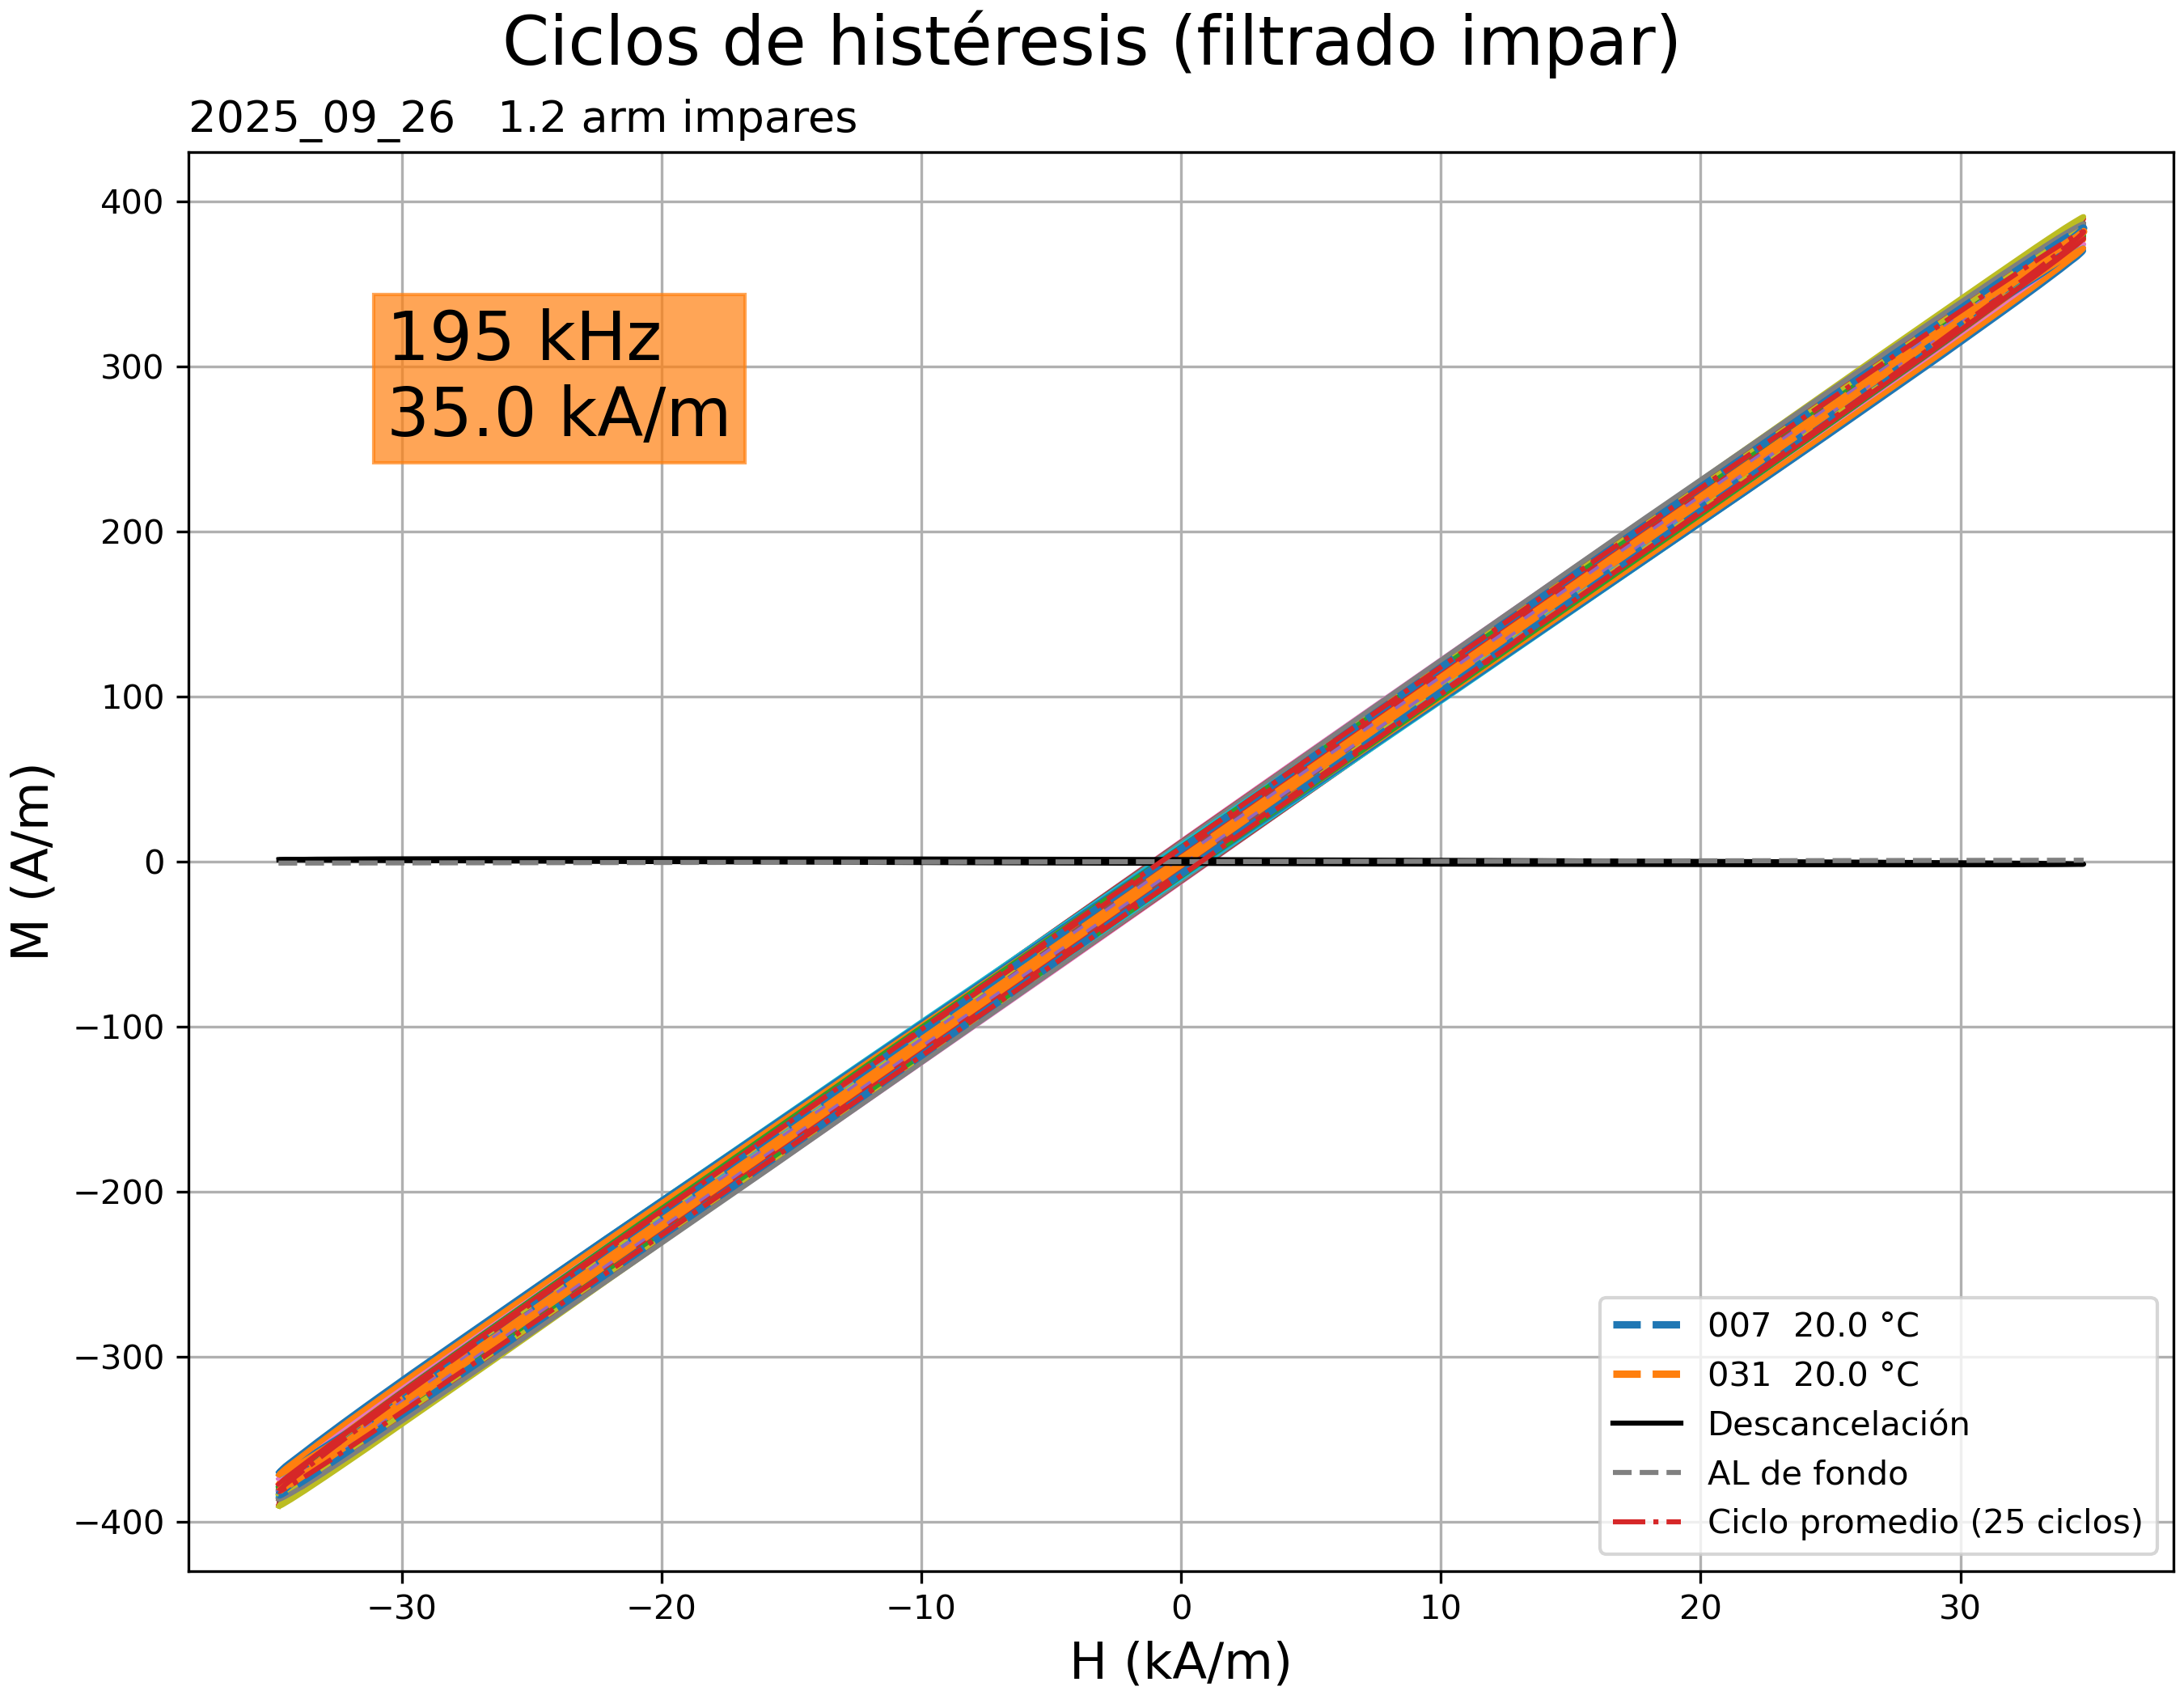 Ciclos de histéresis (filtrado impar)
2025_09_26   1.2 arm impares
195 kHz
35.0 kA/m
M (A/m)
400
300
200
100
0
−100
−200
−300
−400
−30
−20
−10
0
10
20
30
H (kA/m)
007  20.0 °C
031  20.0 °C
Descancelación
AL de fondo
Ciclo promedio (25 ciclos)